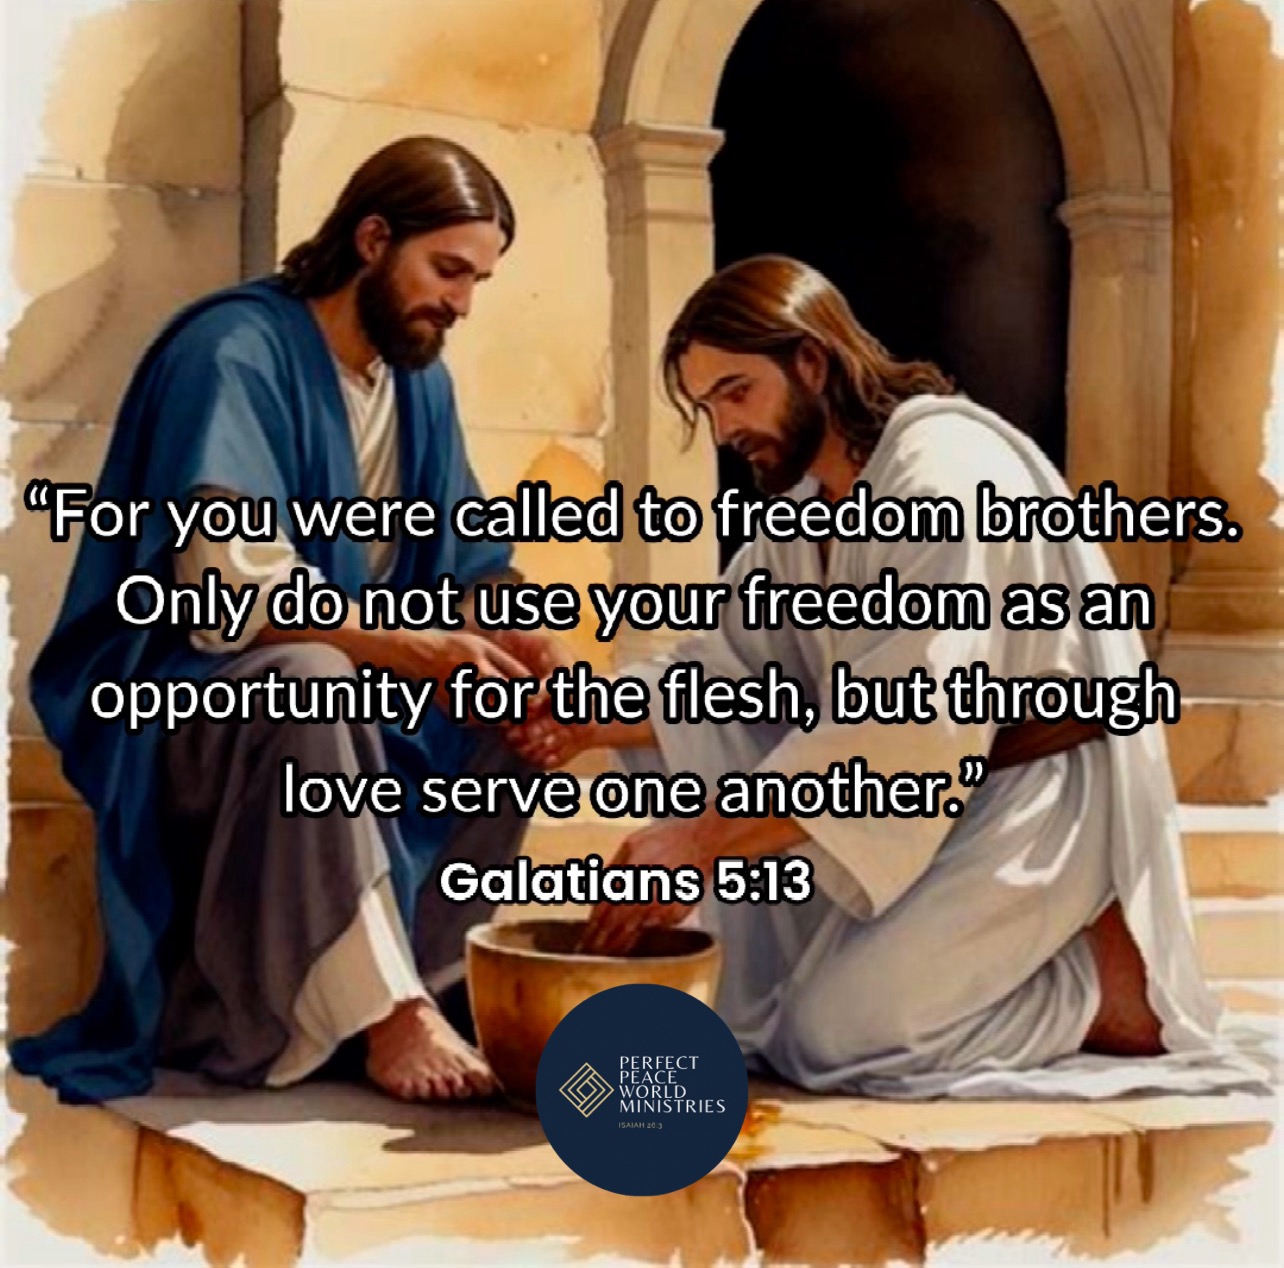 “For you were called to freedom brothers.
Only do not use your freedom as an
opportunity for the flesh, but through
love serve one another.”
Galatians 5:13
PERFECT
PEACE
WORLD
MINISTRIES
ISAIAH 26:3